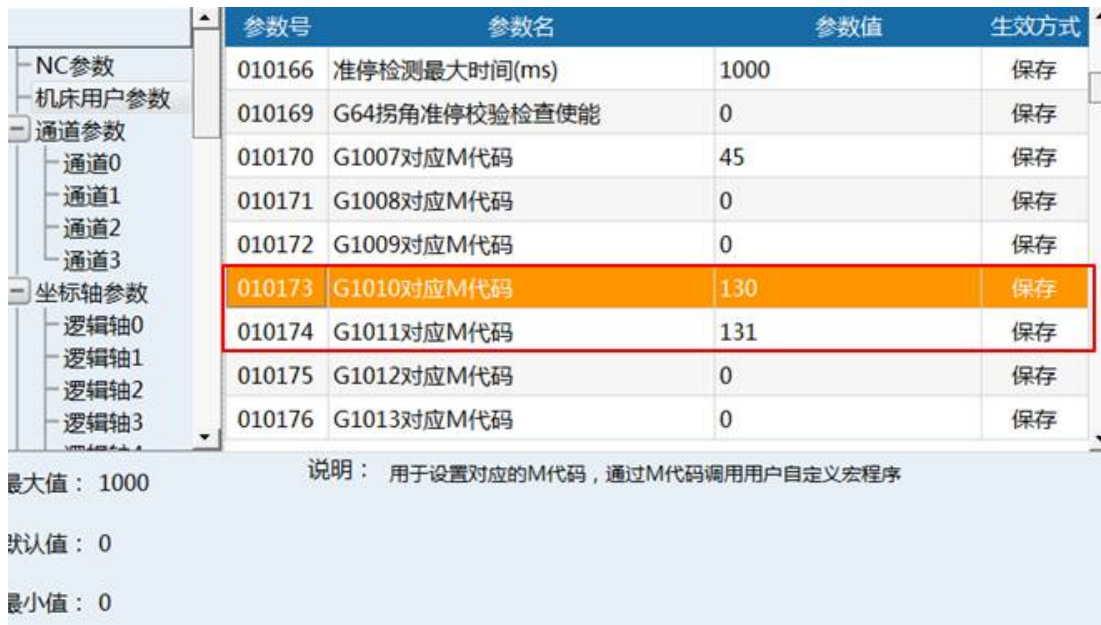 参数号 参数名 参数值 生效方式
NC参数
机床用户参数
通道参数
通道0
通道1
通道2
通道3
坐标轴参数
逻辑轴0
逻辑轴1
逻辑轴2
逻辑轴3
010166 准停检测最大时间(ms) 1000 保存
010169 G64拐角准停校验检查使能 0 保存
010170 G1007对应M代码 45 保存
010171 G1008对应M代码 0 保存
010172 G1009对应M代码 0 保存
010173 G1010对应M代码 130 保存
010174 G1011对应M代码 131 保存
010175 G1012对应M代码 0 保存
010176 G1013对应M代码 0 保存
最大值： 1000
说明： 用于设置对应的M代码，通过M代码调用用户自定义宏程序
默认值： 0
最小值： 0